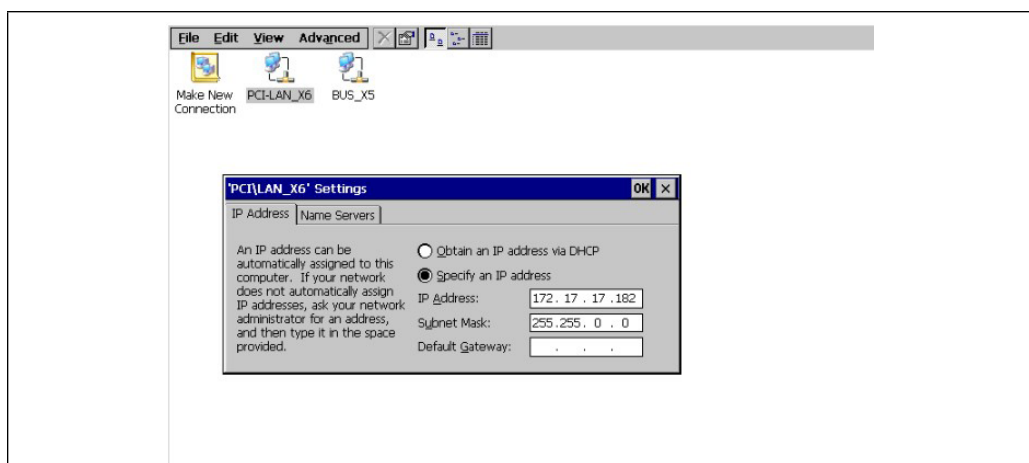 File Edit View Advanced
Make New Connection
PCI-LAN_X6
BUS_X5
'PCI\LAN_X6' Settings
OK ×
IP Address
Name Servers
An IP address can be
automatically assigned to this
computer. If your network
does not automatically assign
IP addresses, ask your network
administrator for an address,
and then type it in the space
provided.
Obtain an IP address via DHCP
Specify an IP address
IP Address: 172. 17 . 17 .182
Subnet Mask: 255.255. 0 . 0
Default Gateway: . . .